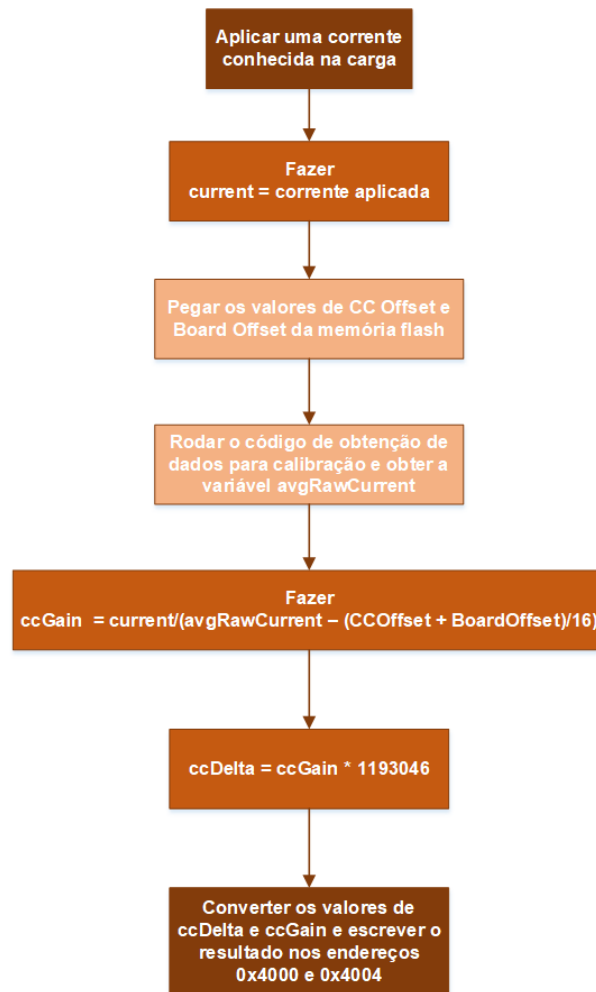 Aplicar uma corrente
conhecida na carga
Fazer
current = corrente aplicada
Pegar os valores de CC Offset e
Board Offset da memória flash
Rodar o código de obtenção de
dados para calibração e obter a
variável avgRawCurrent
Fazer
ccGain  = current/(avgRawCurrent – (CCOffset + BoardOffset)/16)
ccDelta = ccGain * 1193046
Converter os valores de
ccDelta e ccGain e escrever o
resultado nos endereços
0x4000 e 0x4004